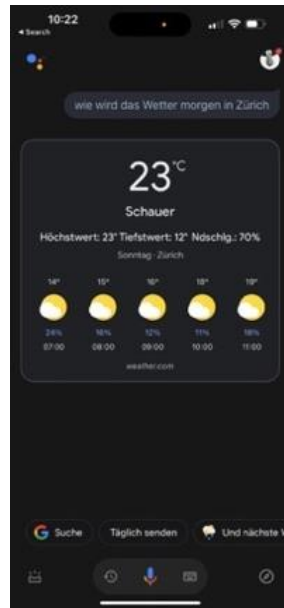 10:22
◀ Search
wie wird das Wetter morgen in Zürich
23°C
Schauer
Höchstwert: 23° Tiefstwert: 12° Ndschlg.: 70%
Sonntag · Zürich
14° 15° 16° 18° 19°
24% 16% 12% 11% 18%
07:00 08:00 09:00 10:00 11:00
weather.com
Suche Täglich senden Und nächste